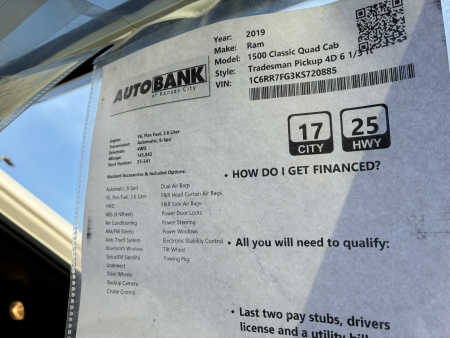 Year: 2019
Make: Ram
Model: 1500 Classic Quad Cab
Style: Tradesman Pickup 4D 6 1/3 ft
VIN: 1C6RR7FG3KS720885
AUTOBANK
of Kansas City
Engine: V6, Flex Fuel, 3.6 Liter
Transmission: Automatic, 8-Spd
Drivetrain: 4WD
Mileage: 145,442
Stock Number: 25-241
17 CITY
25 HWY
Standard Accessories & Included Options:
Automatic, 8-Spd
V6, Flex Fuel, 3.6 Liter
4WD
ABS (4-Wheel)
Air Conditioning
AM/FM Stereo
Anti-Theft System
Bluetooth Wireless
SiriusXM Satellite
Uconnect
Steel Wheels
Backup Camera
Cruise Control
Dual Air Bags
F&R Head Curtain Air Bags
F&R Side Air Bags
Power Door Locks
Power Steering
Power Windows
Electronic Stability Control
Tilt Wheel
Towing Pkg
• HOW DO I GET FINANCED?
• All you will need to qualify:
• Last two pay stubs, drivers
license and a utility bill